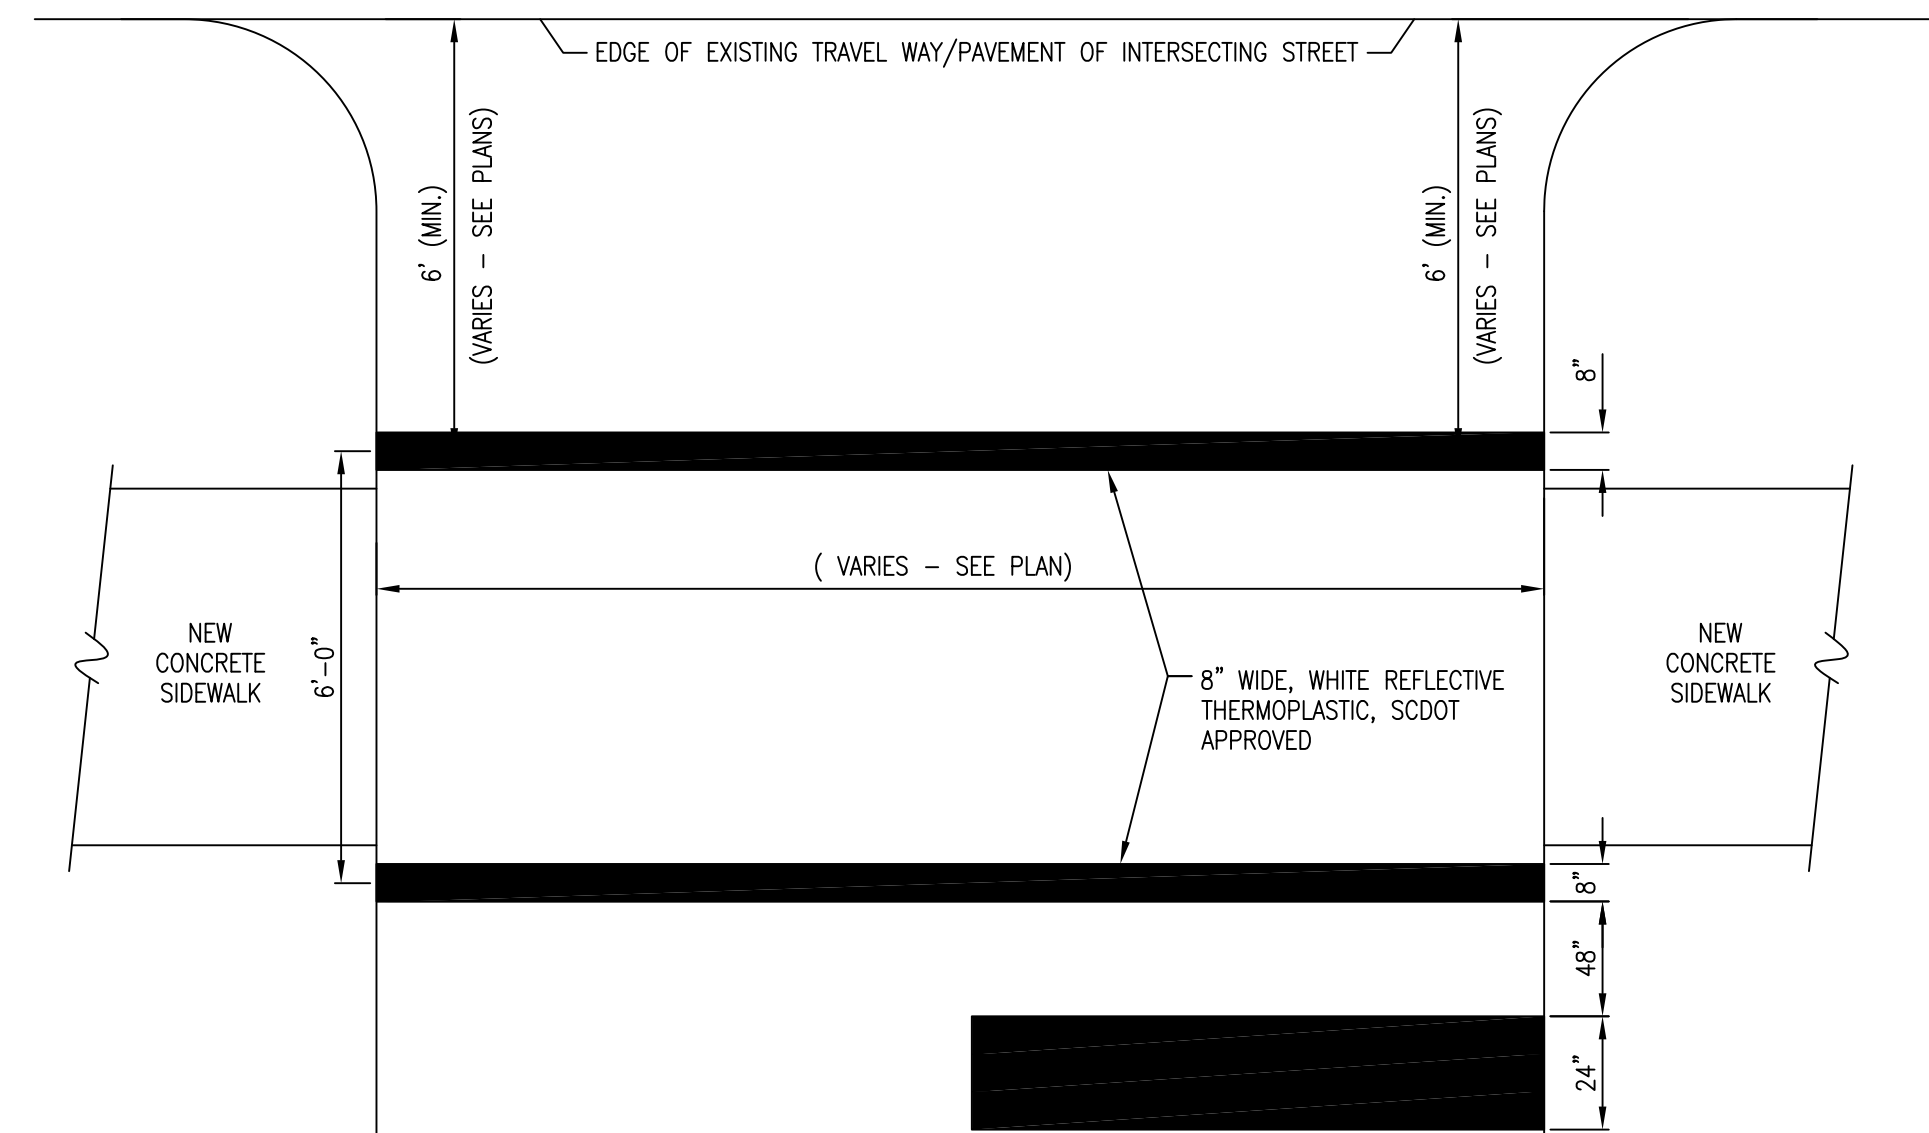 EDGE OF EXISTING TRAVEL WAY/PAVEMENT OF INTERSECTING STREET
6' (MIN.)
(VARIES - SEE PLANS)
6' (MIN.)
(VARIES - SEE PLANS)
8"
( VARIES - SEE PLAN)
NEW
CONCRETE
SIDEWALK
6'-0"
NEW
CONCRETE
SIDEWALK
8" WIDE, WHITE REFLECTIVE
THERMOPLASTIC, SCDOT
APPROVED
8"
48"
24"